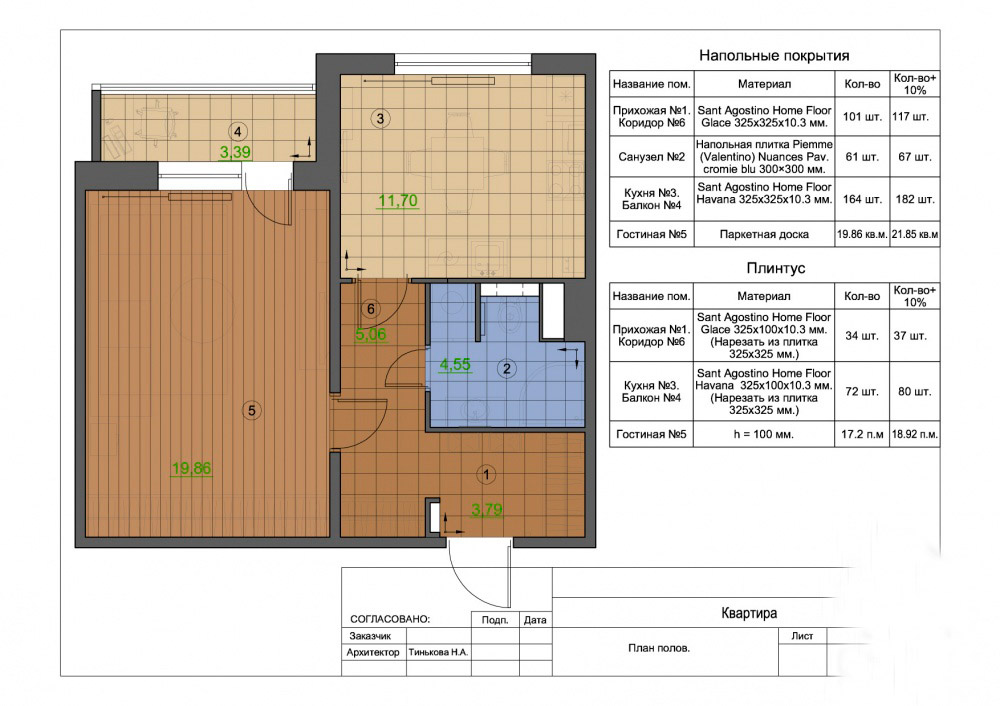 4
3,39
3
11,70
6
5,06
4,55
2
5
19,86
1
3,79
Напольные покрытия
Название пом. Материал Кол-во Кол-во+ 10%
Прихожая №1. Коридор №6 Sant Agostino Home Floor Glace 325x325x10.3 мм. 101 шт. 117 шт.
Санузел №2 Напольная плитка Piemme (Valentino) Nuances Pav. cromie blu 300×300 мм. 61 шт. 67 шт.
Кухня №3. Балкон №4 Sant Agostino Home Floor Havana 325x325x10.3 мм. 164 шт. 182 шт.
Гостиная №5 Паркетная доска 19.86 кв.м. 21.85 кв.м
Плинтус
Название пом. Материал Кол-во Кол-во+ 10%
Прихожая №1. Коридор №6 Sant Agostino Home Floor Glace 325x100x10.3 мм. (Нарезать из плитка 325x325 мм.) 34 шт. 37 шт.
Кухня №3. Балкон №4 Sant Agostino Home Floor Havana 325x100x10.3 мм. (Нарезать из плитка 325x325 мм.) 72 шт. 80 шт.
Гостиная №5 h = 100 мм. 17.2 п.м 18.92 п.м.
СОГЛАСОВАНО: Подп. Дата
Заказчик
Архитектор Тинькова Н.А.
Квартира
План полов.
Лист